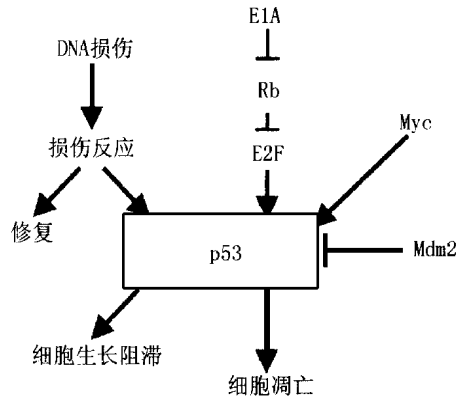 E1A
DNA损伤
Rb
Myc
损伤反应
E2F
修复
p53
Mdm2
细胞生长阻滞
细胞凋亡